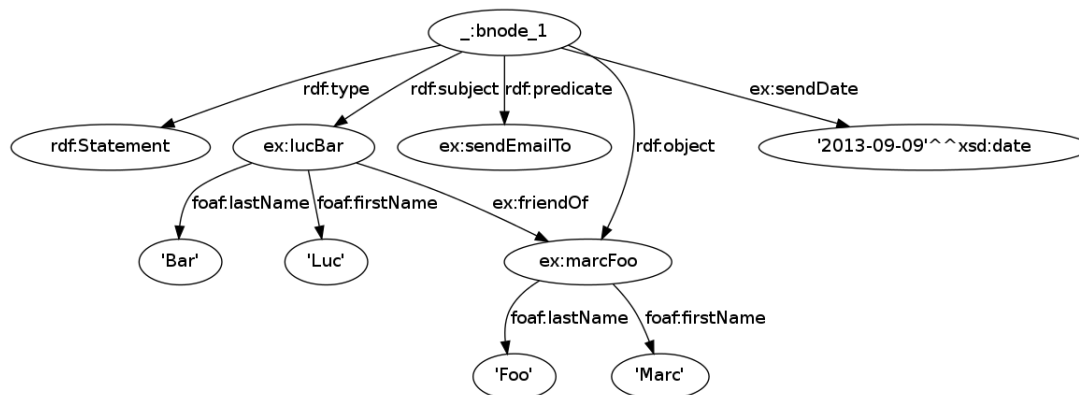 _:bnode_1
rdf:type
rdf:subject
rdf:predicate
ex:sendDate
rdf:Statement
ex:lucBar
ex:sendEmailTo
rdf:object
'2013-09-09'^^xsd:date
foaf:lastName
foaf:firstName
ex:friendOf
'Bar'
'Luc'
ex:marcFoo
foaf:lastName
foaf:firstName
'Foo'
'Marc'